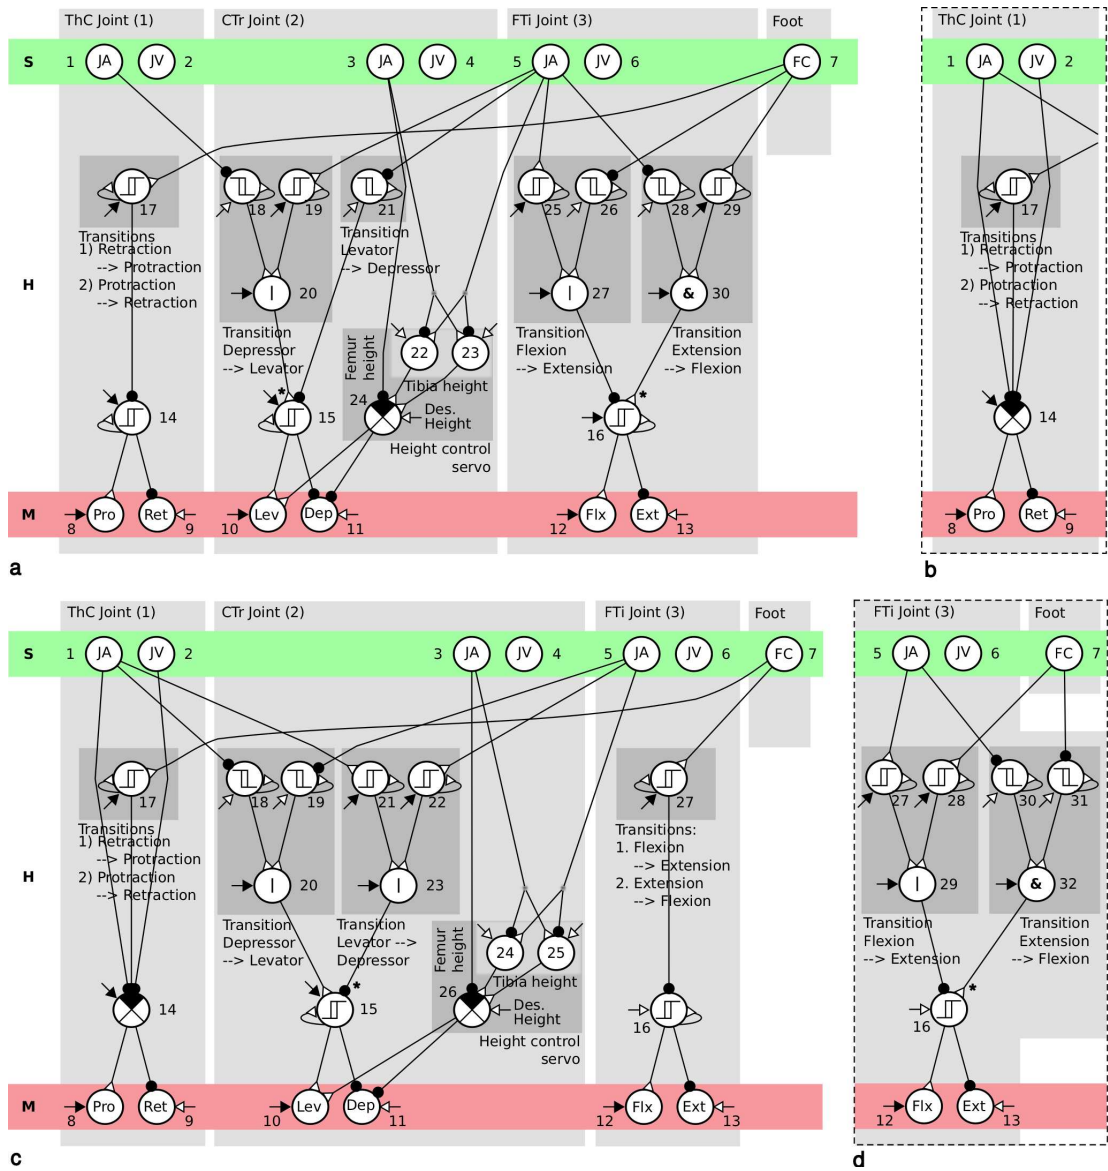 ThC Joint (1)
CTr Joint (2)
FTi Joint (3)
Foot
S
1 JA JV 2
3 JA JV 4
5 JA JV 6
FC 7
H
17
18
19
21
25
26
28
29
Transitions
1) Retraction
--> Protraction
2) Protraction
--> Retraction
Transition
Levator
--> Depressor
| 20
| 27
& 30
Transition
Depressor
--> Levator
Femur
height
22
23
Tibia height
Transition
Flexion
--> Extension
Transition
Extension
--> Flexion
14
* 15
24
Des.
Height
Height control
servo
16 *
M
Pro Ret
8 9
Lev Dep
10 11
Flx Ext
12 13
a
ThC Joint (1)
1 JA JV 2
17
Transitions
1) Retraction
--> Protraction
2) Protraction
--> Retraction
14
Pro Ret
8 9
b
ThC Joint (1)
CTr Joint (2)
FTi Joint (3)
Foot
S
1 JA JV 2
3 JA JV 4
5 JA JV 6
FC 7
H
17
18
19
21
22
27
Transitions
1) Retraction
--> Protraction
2) Protraction
--> Retraction
Transitions:
1. Flexion
--> Extension
2. Extension
--> Flexion
| 20
| 23
Transition
Depressor
--> Levator
Transition
Levator -->
Depressor
Femur
height
24
25
Tibia height
14
15 *
26
Des.
Height
Height control
servo
16
M
Pro Ret
8 9
Lev Dep
10 11
Flx Ext
12 13
c
FTi Joint (3)
Foot
5 JA JV 6
FC 7
27
28
30
31
| 29
& 32
Transition
Flexion
--> Extension
Transition
Extension
--> Flexion
16 *
Flx Ext
12 13
d